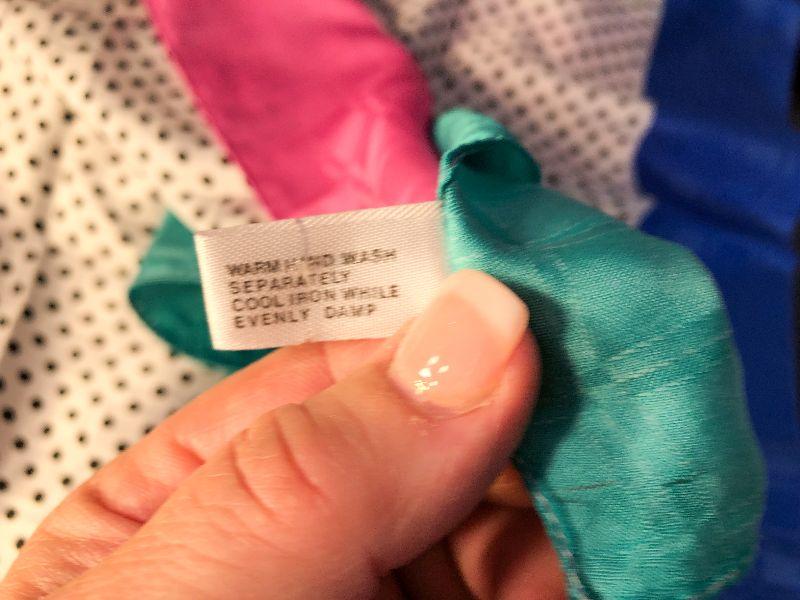 WARM HAND WASH
SEPARATELY
COOL IRON WHILE
EVENLY DAMP